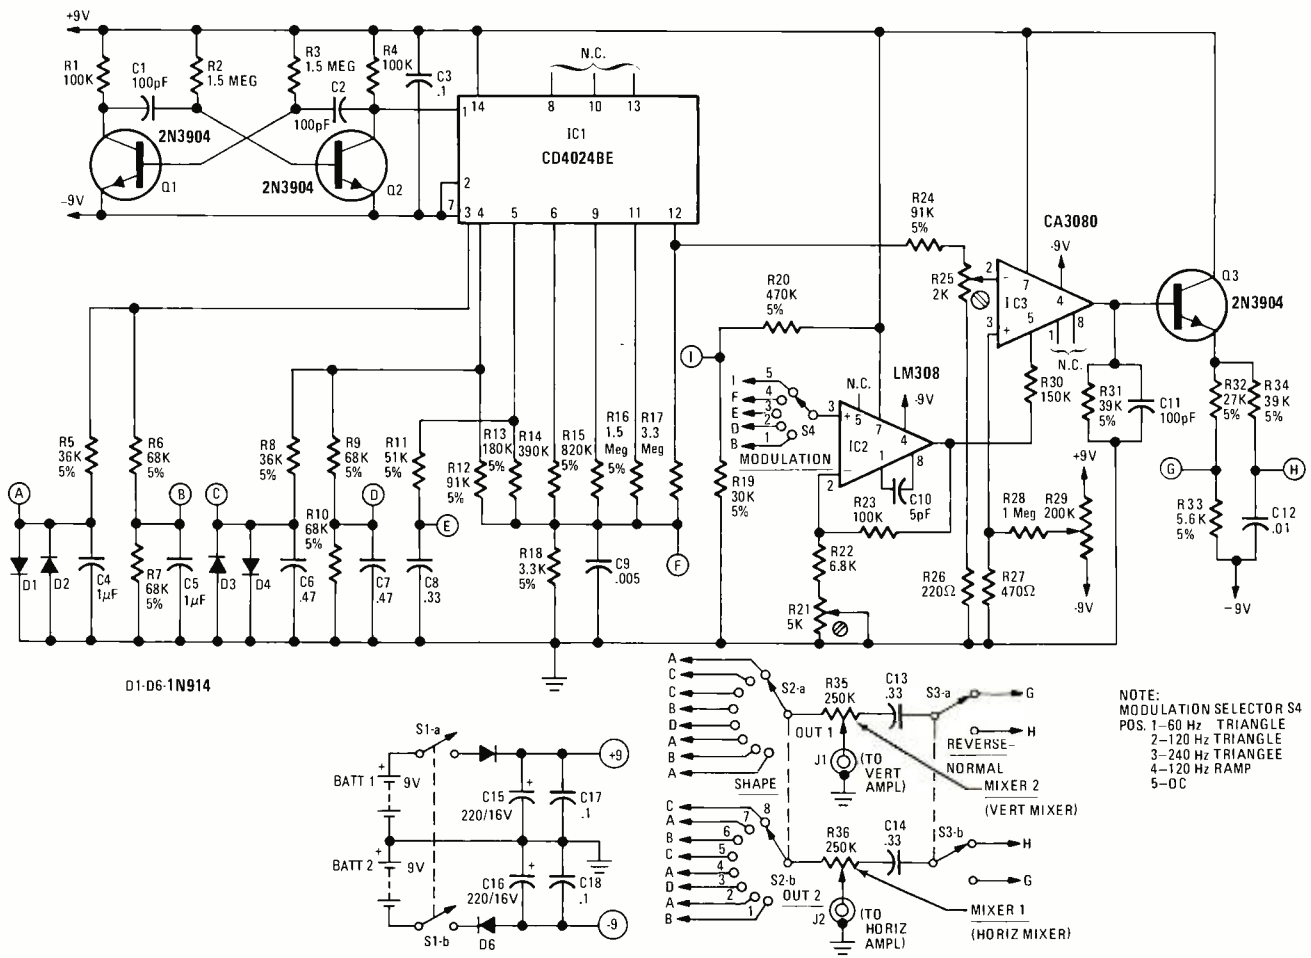 +9V
R1
100K
C1
100pF
R2
1.5 MEG
R3
1.5 MEG
C2
100pF
R4
100K
C3
.1
2N3904
Q1
2N3904
Q2
-9V
N.C.
14
8
10
13
1
IC1
CD4024BE
2
7
3
4
5
6
9
11
12
R24
91K
5%
CA3080
-9V
R25
2K
2
-
7
4
IC3
5
3
+
1
8
N.C.
Q3
2N3904
R20
470K
5%
I
LM308
N.C.
-9V
I
F
E
D
B
5
4
3
2
1
S4
MODULATION
3
+
5
7
4
IC2
1
8
-
2
C10
5pF
R30
150K
R31
39K
5%
C11
100pF
R32
27K
5%
R34
39K
5%
G
H
R33
5.6K
5%
C12
.01
-9V
R5
36K
5%
R6
68K
5%
R8
36K
5%
R9
68K
5%
R11
51K
5%
R12
91K
5%
R13
180K
5%
R14
390K
R15
820K
5%
R16
1.5
Meg
5%
R17
3.3
Meg
R19
30K
5%
R23
100K
R22
6.8K
R21
5K
R28
1 Meg
R29
200K
+9V
-9V
R26
220Ω
R27
470Ω
A
B
C
D
E
F
D1
D2
C4
1μF
R7
68K
5%
C5
1μF
D3
D4
C6
.47
R10
68K
5%
C7
.47
C8
.33
R18
3.3K
5%
C9
.005
D1-D6-1N914
S1-a
BATT 1
+
9V
+
C15
220/16V
C17
.1
+9
BATT 2
+
9V
+
C16
220/16V
C18
.1
S1-b
D6
-9
A
C
C
B
D
A
B
A
SHAPE
S2-a
R35
250K
C13
.33
S3-a
G
H
OUT 1
J1
(TO
VERT
AMPL)
REVERSE-
NORMAL
MIXER 2
(VERT MIXER)
C
A
B
C
A
D
A
B
8
7
6
5
4
3
2
1
S2-b
R36
250K
C14
.33
S3-b
H
G
OUT 2
J2
(TO
HORIZ
AMPL)
MIXER 1
(HORIZ MIXER)
NOTE:
MODULATION SELECTOR S4
POS. 1-60 Hz TRIANGLE
2-120 Hz TRIANGLE
3-240 Hz TRIANGEE
4-120 Hz RAMP
5-DC